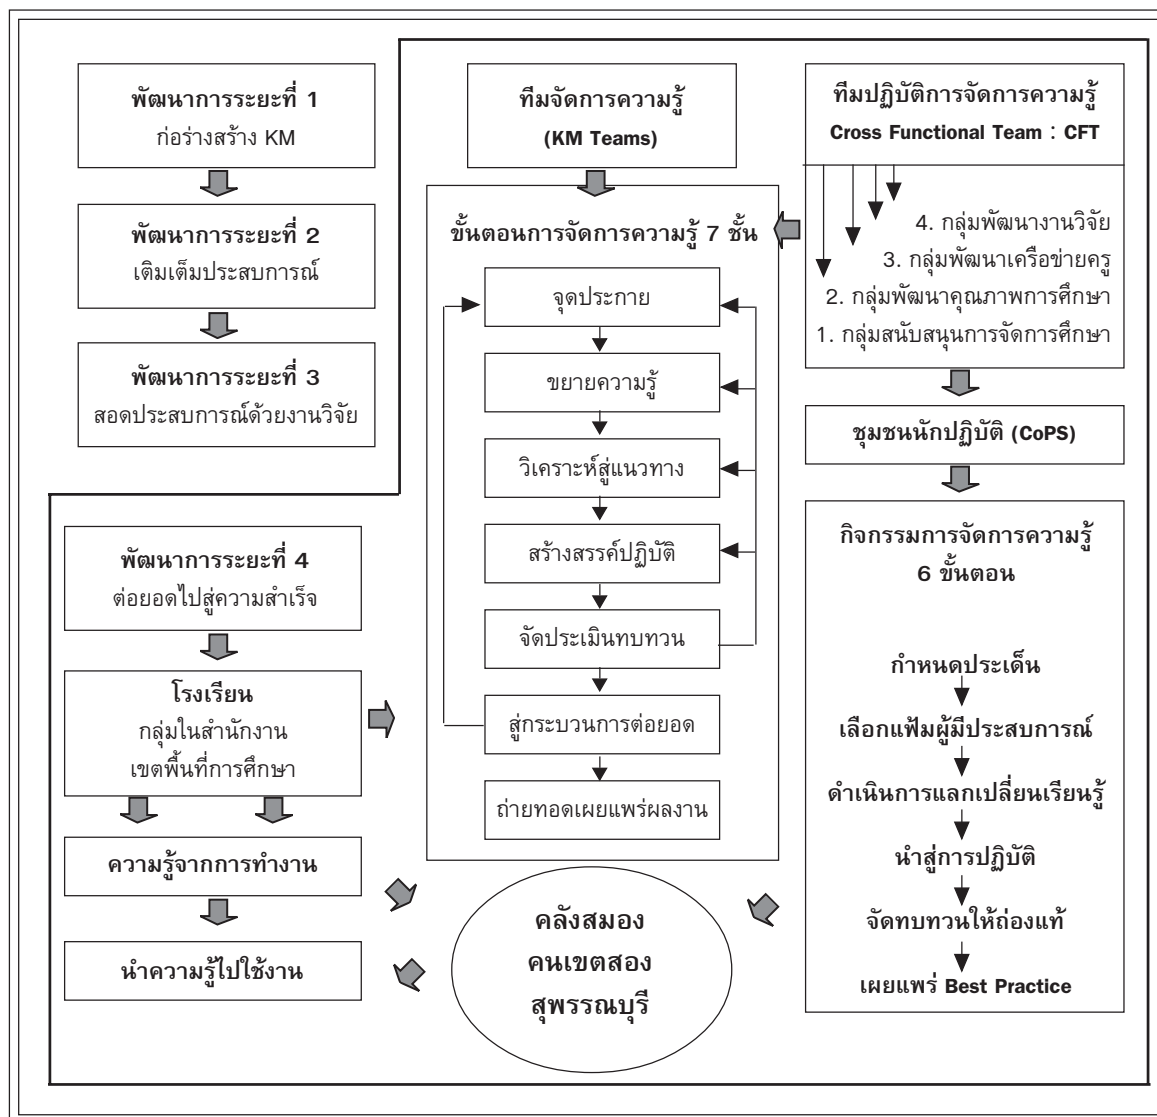 พัฒนาการระยะที่ 1
ก่อร่างสร้าง KM
พัฒนาการระยะที่ 2
เติมเต็มประสบการณ์
พัฒนาการระยะที่ 3
สอดประสบการณ์ด้วยงานวิจัย
พัฒนาการระยะที่ 4
ต่อยอดไปสู่ความสำเร็จ
โรงเรียน
กลุ่มในสำนักงาน
เขตพื้นที่การศึกษา
ความรู้จากการทำงาน
นำความรู้ไปใช้งาน
ทีมจัดการความรู้
(KM Teams)
ขั้นตอนการจัดการความรู้ 7 ชั้น
จุดประกาย
ขยายความรู้
วิเคราะห์สู่แนวทาง
สร้างสรรค์ปฏิบัติ
จัดประเมินทบทวน
สู่กระบวนการต่อยอด
ถ่ายทอดเผยแพร่ผลงาน
คลังสมอง
คนเขตสอง
สุพรรณบุรี
ทีมปฏิบัติการจัดการความรู้
Cross Functional Team : CFT
4. กลุ่มพัฒนางานวิจัย
3. กลุ่มพัฒนาเครือข่ายครู
2. กลุ่มพัฒนาคุณภาพการศึกษา
1. กลุ่มสนับสนุนการจัดการศึกษา
ชุมชนนักปฏิบัติ (CoPS)
กิจกรรมการจัดการความรู้
6 ขั้นตอน
กำหนดประเด็น
เลือกแฟ้มผู้มีประสบการณ์
ดำเนินการแลกเปลี่ยนเรียนรู้
นำสู่การปฏิบัติ
จัดทบทวนให้ถ่องแท้
เผยแพร่ Best Practice